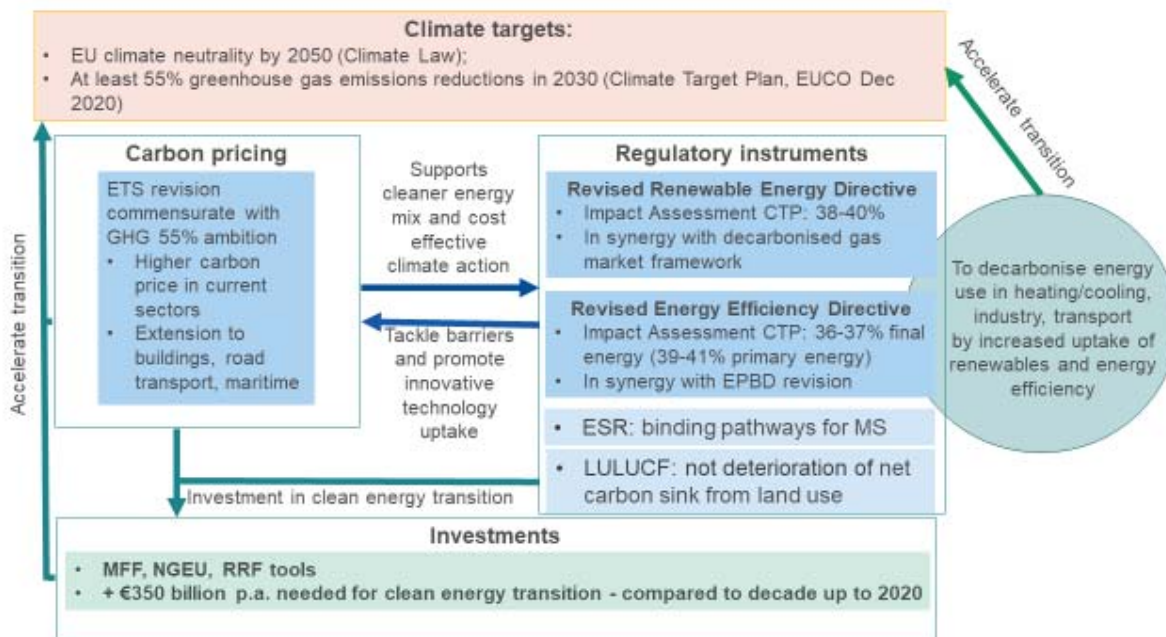 Climate targets:
• EU climate neutrality by 2050 (Climate Law);
• At least 55% greenhouse gas emissions reductions in 2030 (Climate Target Plan, EUCO Dec
2020)
Accelerate transition
Carbon pricing
ETS revision
commensurate with
GHG 55% ambition
• Higher carbon
price in current
sectors
• Extension to
buildings, road
transport, maritime
Supports
cleaner energy
mix and cost
effective
climate action
Tackle barriers
and promote
innovative
technology
uptake
Regulatory instruments
Revised Renewable Energy Directive
• Impact Assessment CTP: 38-40%
• In synergy with decarbonised gas
market framework
Revised Energy Efficiency Directive
• Impact Assessment CTP: 36-37% final
energy (39-41% primary energy)
• In synergy with EPBD revision
• ESR: binding pathways for MS
• LULUCF: not deterioration of net
carbon sink from land use
To decarbonise energy
use in heating/cooling,
industry, transport
by increased uptake of
renewables and energy
efficiency
Accelerate transition
Investment in clean energy transition
Investments
• MFF, NGEU, RRF tools
• + €350 billion p.a. needed for clean energy transition - compared to decade up to 2020